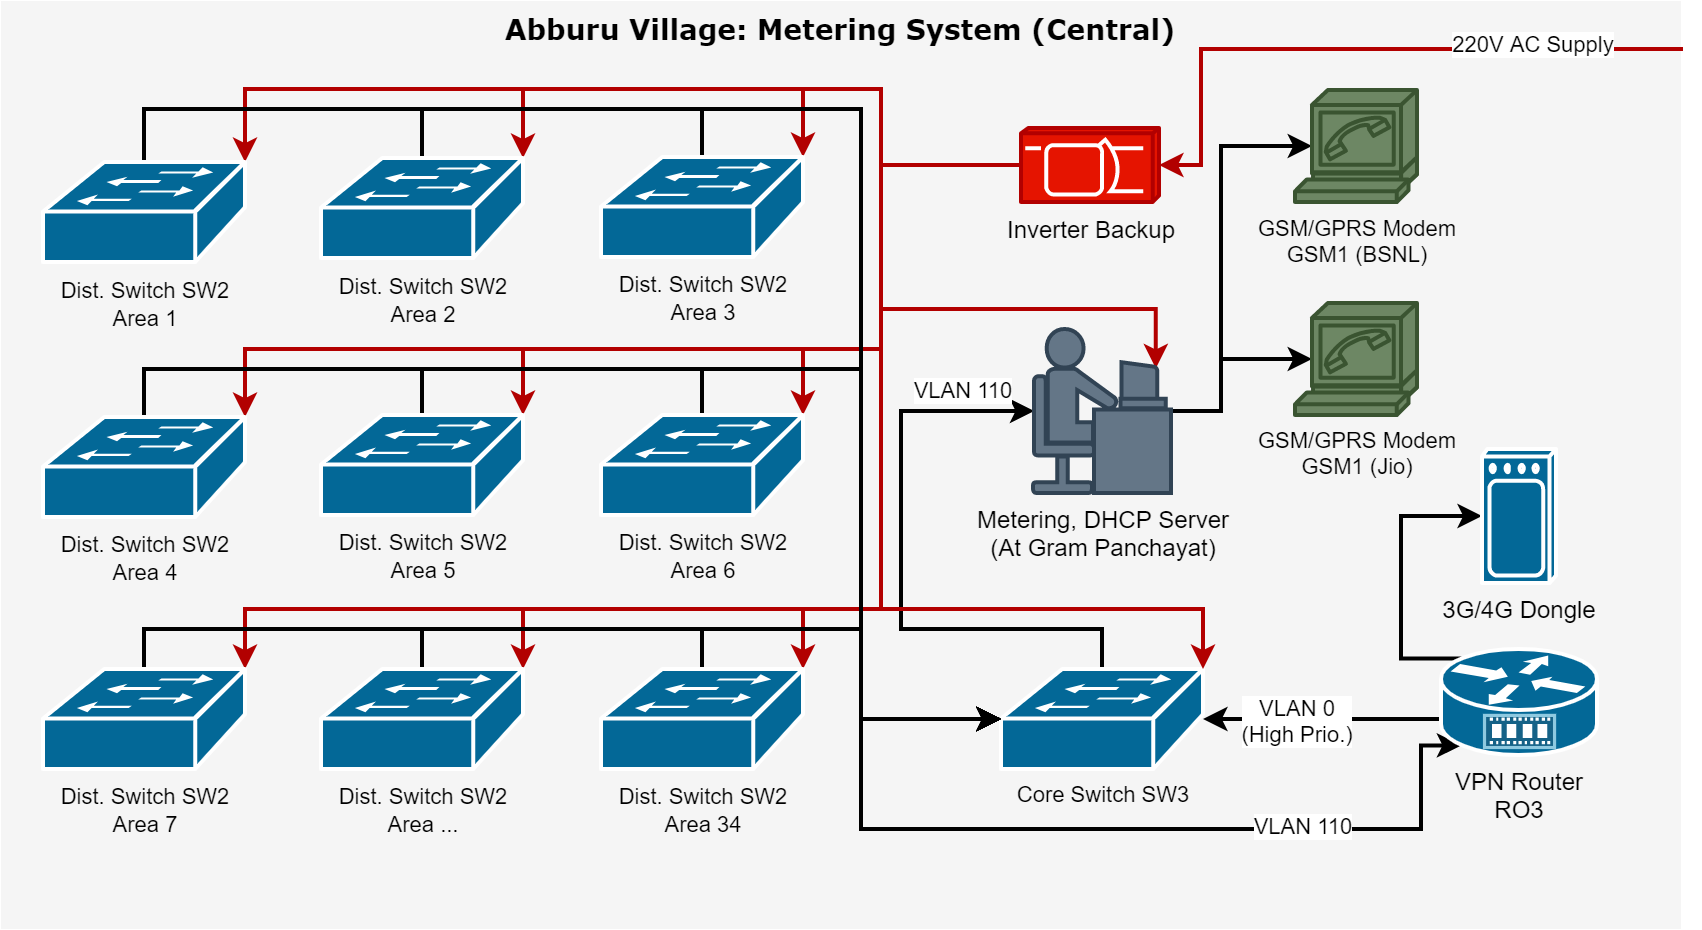 Abburu Village: Metering System (Central)
220V AC Supply
Inverter Backup
GSM/GPRS Modem
GSM1 (BSNL)
Dist. Switch SW2
Area 1
Dist. Switch SW2
Area 2
Dist. Switch SW2
Area 3
VLAN 110
GSM/GPRS Modem
GSM1 (Jio)
Metering, DHCP Server
(At Gram Panchayat)
Dist. Switch SW2
Area 4
Dist. Switch SW2
Area 5
Dist. Switch SW2
Area 6
3G/4G Dongle
VLAN 0
(High Prio.)
Dist. Switch SW2
Area 7
Dist. Switch SW2
Area ...
Dist. Switch SW2
Area 34
Core Switch SW3
VPN Router
RO3
VLAN 110